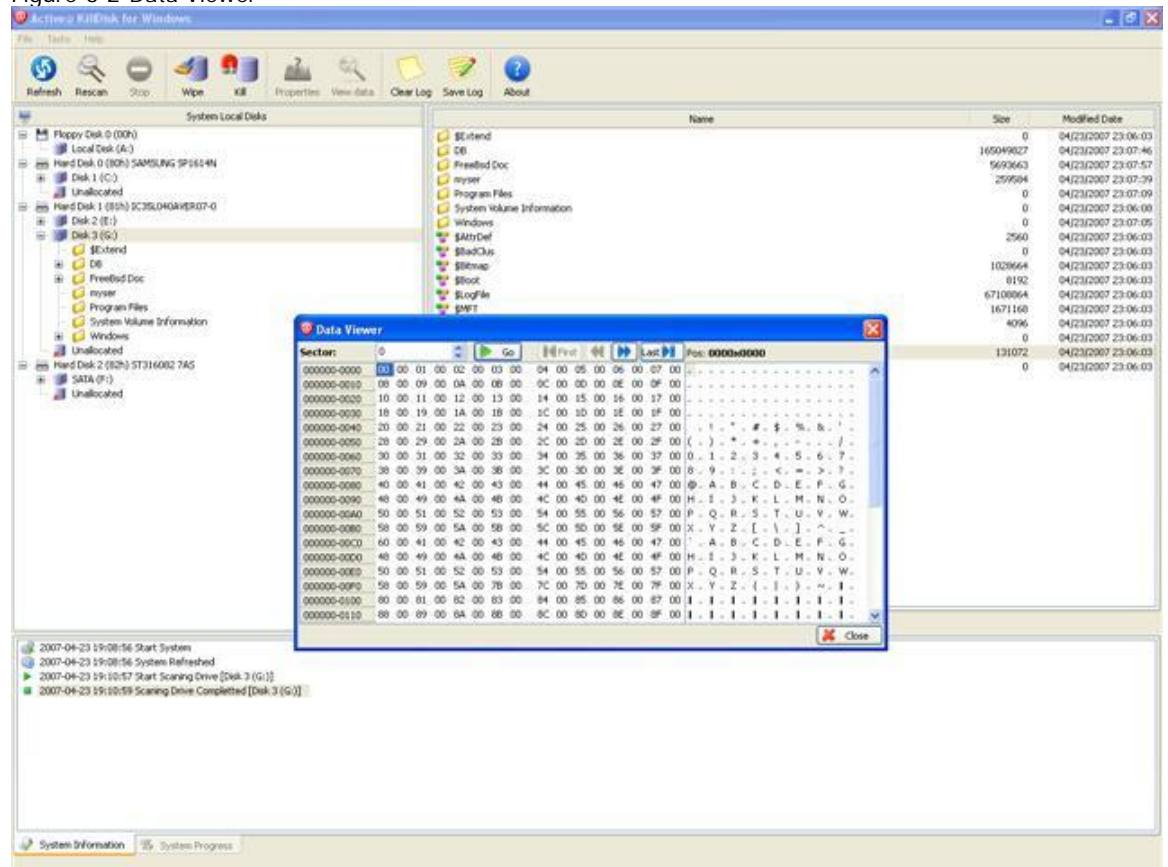 Figure 3-2 Data Viewer
Active@ KillDisk for Windows
File Tasks Help
Refresh Rescan Stop Wipe Kill Properties View data Clear Log Save Log About
System Local Disks
Floppy Disk 0 (00h)
Local Disk (A:)
Hard Disk 0 (80h) SAMSUNG SP1614N
Disk 1 (C:)
Unallocated
Hard Disk 1 (81h) IC35L040AVER07-0
Disk 2 (E:)
Disk 3 (G:)
$Extend
DB
FreeBsd Doc
myser
Program Files
System Volume Information
Windows
Unallocated
Hard Disk 2 (82h) ST316002 7AS
SATA (F:)
Unallocated
Name Size Modified Date
$Extend 0 04/23/2007 23:06:03
DB 165049827 04/23/2007 23:07:46
FreeBsd Doc 5693663 04/23/2007 23:07:57
myser 259584 04/23/2007 23:07:39
Program Files 0 04/23/2007 23:07:09
System Volume Information 0 04/23/2007 23:06:08
Windows 0 04/23/2007 23:07:05
$AttrDef 2560 04/23/2007 23:06:03
$BadClus 0 04/23/2007 23:06:03
$Bitmap 1028664 04/23/2007 23:06:03
$Boot 8192 04/23/2007 23:06:03
$LogFile 67108864 04/23/2007 23:06:03
$MFT 1671168 04/23/2007 23:06:03
4096 04/23/2007 23:06:03
0 04/23/2007 23:06:03
131072 04/23/2007 23:06:03
0 04/23/2007 23:06:03
Data Viewer
Sector: 0 Go First Last Pos: 0000x0000
000000-0000 00 00 01 00 02 00 03 00 04 00 05 00 06 00 07 00
000000-0010 08 00 09 00 0A 00 0B 00 0C 00 0D 00 0E 00 0F 00
000000-0020 10 00 11 00 12 00 13 00 14 00 15 00 16 00 17 00
000000-0030 18 00 19 00 1A 00 1B 00 1C 00 1D 00 1E 00 1F 00
000000-0040 20 00 21 00 22 00 23 00 24 00 25 00 26 00 27 00 . . ! . " . # . $ . % . & . ' .
000000-0050 28 00 29 00 2A 00 2B 00 2C 00 2D 00 2E 00 2F 00 ( . ) . * . + . , . - . . . / .
000000-0060 30 00 31 00 32 00 33 00 34 00 35 00 36 00 37 00 0 . 1 . 2 . 3 . 4 . 5 . 6 . 7 .
000000-0070 38 00 39 00 3A 00 3B 00 3C 00 3D 00 3E 00 3F 00 8 . 9 . : . ; . < . = . > . ? .
000000-0080 40 00 41 00 42 00 43 00 44 00 45 00 46 00 47 00 @ . A . B . C . D . E . F . G .
000000-0090 48 00 49 00 4A 00 4B 00 4C 00 4D 00 4E 00 4F 00 H . I . J . K . L . M . N . O .
000000-00A0 50 00 51 00 52 00 53 00 54 00 55 00 56 00 57 00 P . Q . R . S . T . U . V . W .
000000-00B0 58 00 59 00 5A 00 5B 00 5C 00 5D 00 5E 00 5F 00 X . Y . Z . [ . \ . ] . ^ . _ .
000000-00C0 60 00 41 00 42 00 43 00 44 00 45 00 46 00 47 00 ` . A . B . C . D . E . F . G .
000000-00D0 48 00 49 00 4A 00 4B 00 4C 00 4D 00 4E 00 4F 00 H . I . J . K . L . M . N . O .
000000-00E0 50 00 51 00 52 00 53 00 54 00 55 00 56 00 57 00 P . Q . R . S . T . U . V . W .
000000-00F0 58 00 59 00 5A 00 7B 00 7C 00 7D 00 7E 00 7F 00 X . Y . Z . { . | . } . ~ .
000000-0100 80 00 81 00 82 00 83 00 84 00 85 00 86 00 87 00
000000-0110 88 00 89 00 8A 00 8B 00 8C 00 8D 00 8E 00 8F 00
Close
2007-04-23 19:08:56 Start System
2007-04-23 19:08:56 System Refreshed
2007-04-23 19:10:57 Start Scaning Drive [Disk 3 (G:)]
2007-04-23 19:10:59 Scaning Drive Completted [Disk 3 (G:)]
System Information System Progress